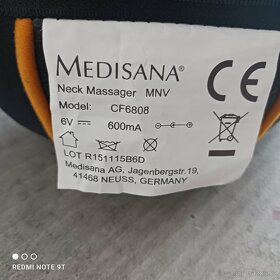 MEDISANA®
Neck Massager MNV
Model: CF6808
6V 600mA
LOT R151115B6D
Medisana AG, Jagenbergstr.19,
41468 NEUSS, GERMANY
CE
REDMI NOTE 9T